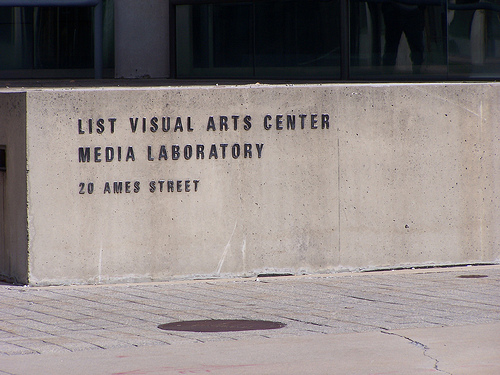 LIST VISUAL ARTS CENTER
MEDIA LABORATORY
20 AMES STREET